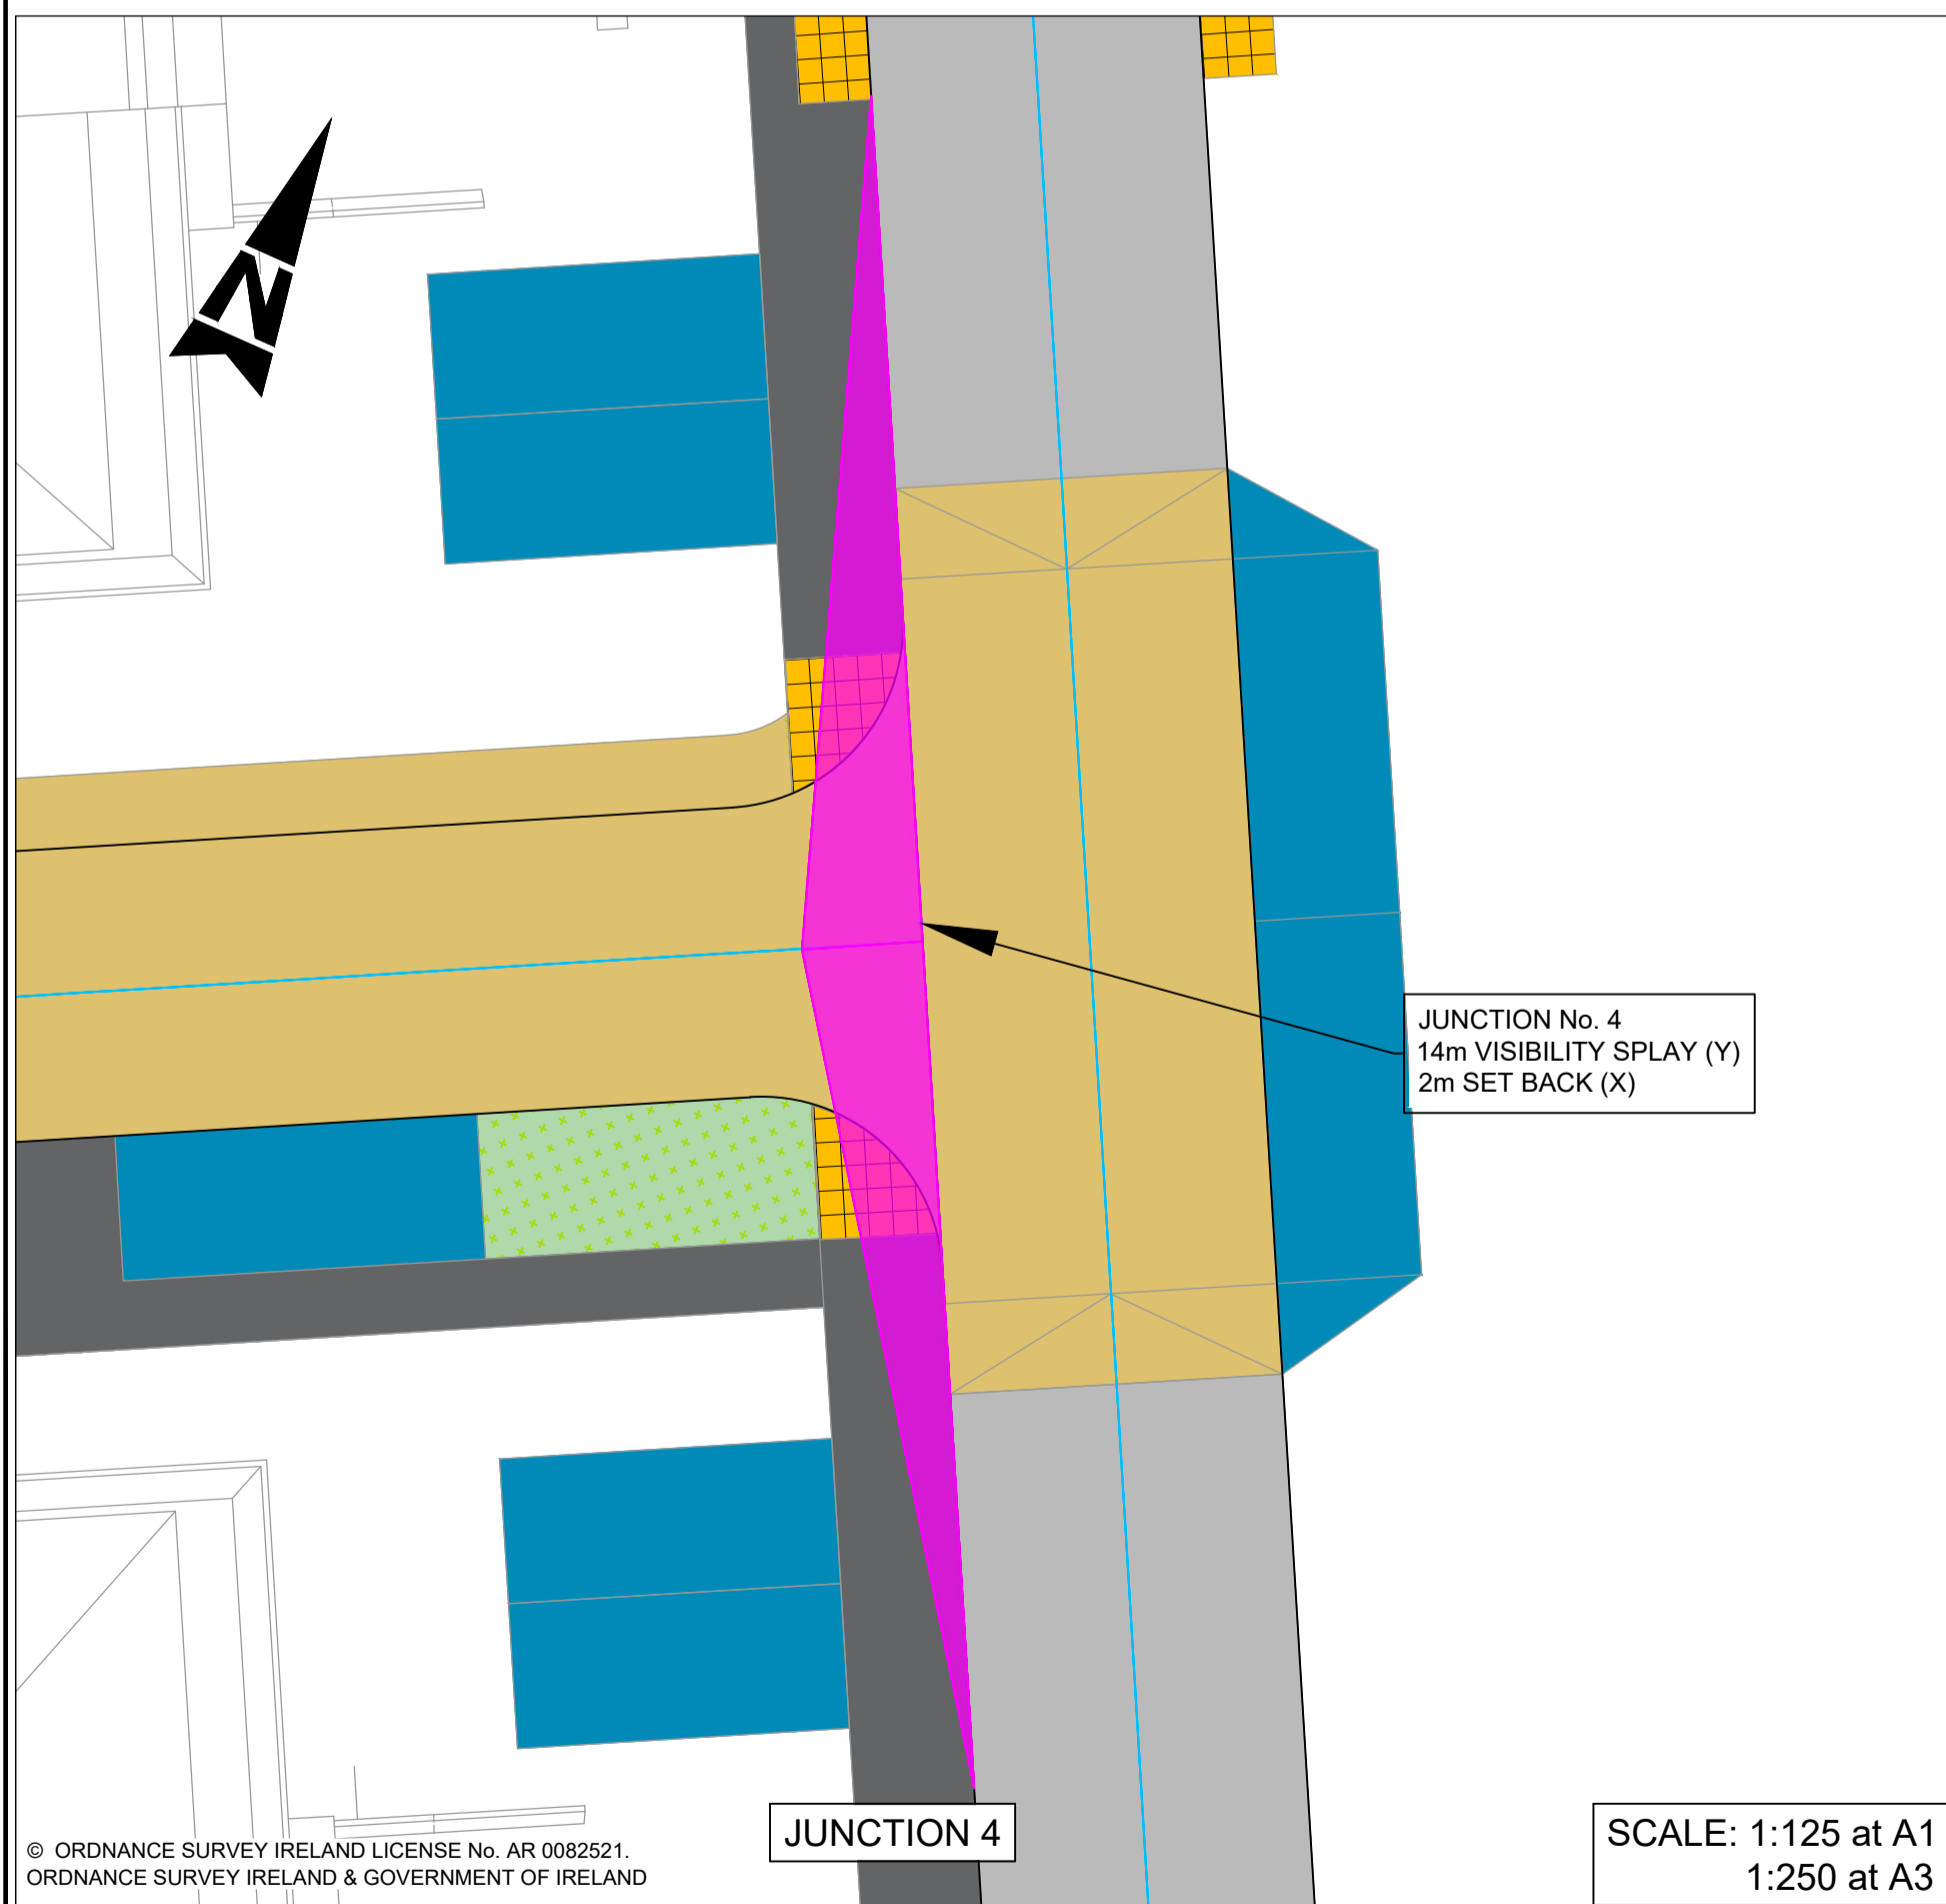 N
JUNCTION No. 4
14m VISIBILITY SPLAY (Y)
2m SET BACK (X)
JUNCTION 4
SCALE: 1:125 at A1
1:250 at A3
© ORDNANCE SURVEY IRELAND LICENSE No. AR 0082521.
ORDNANCE SURVEY IRELAND & GOVERNMENT OF IRELAND